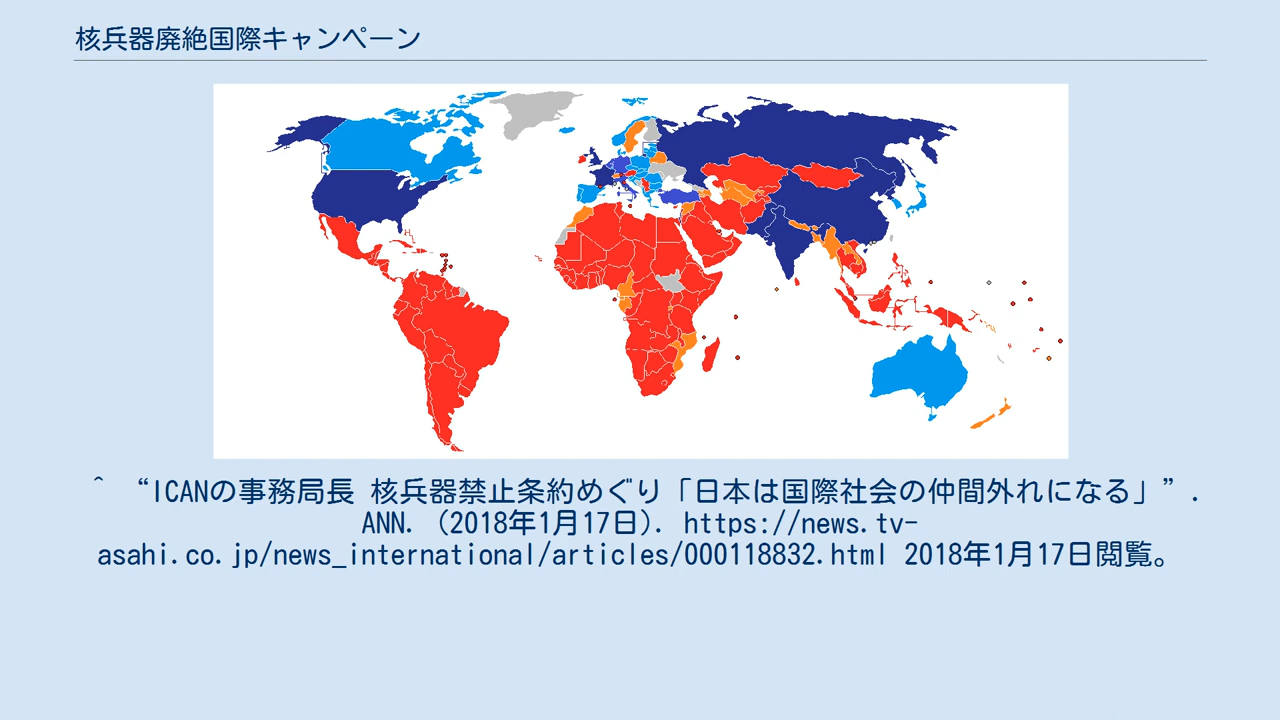 核兵器廃絶国際キャンペーン
^ “ICANの事務局長 核兵器禁止条約めぐり「日本は国際社会の仲間外れになる」”.
ANN. (2018年1月17日). https://news.tv-
asahi.co.jp/news_international/articles/000118832.html 2018年1月17日閲覧。